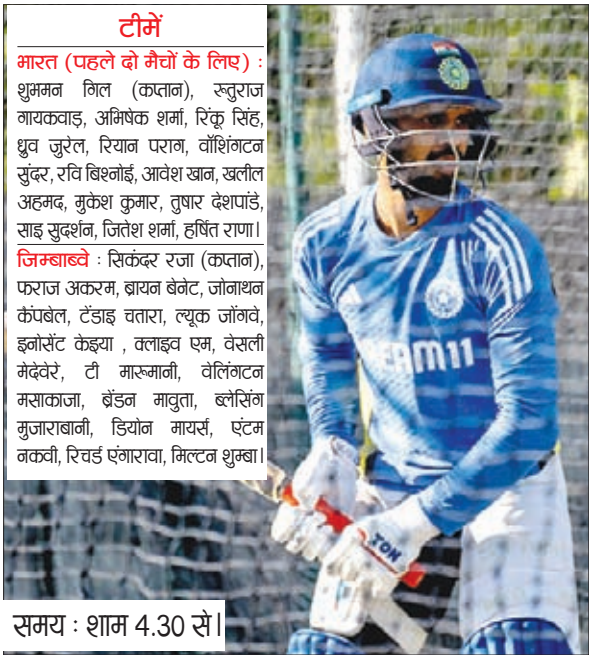 टीमें
भारत (पहले दो मैचों के लिए) :
शुभमन गिल (कप्तान), रुतुराज
गायकवाड़, अभिषेक शर्मा, रिंकू सिंह,
ध्रुव जुरेल, रियान पराग, वॉशिंगटन
सुंदर, रवि बिश्नोई, आवेश खान, खलील
अहमद, मुकेश कुमार, तुषार देशपांडे,
साइ सुदर्शन, जितेश शर्मा, हर्षित राणा।
जिम्बाब्वे : सिकंदर रजा (कप्तान),
फराज अकरम, ब्रायन बेनेट, जोनाथन
कैंपबेल, टेंडाइ चतारा, ल्यूक जोंगवे,
इनोसेंट केइया , क्लाइव एम, वेसली
मेदेवेरे, टी मारूमानी, वेलिंगटन
मसाकाजा, ब्रेंडन मावुता, ब्लेसिंग
मुजाराबानी, डियोन मायर्स, एंटम
नकवी, रिचर्ड एंगारावा, मिल्टन शुम्बा।
DREAM11
TON
समय : शाम 4.30 से।